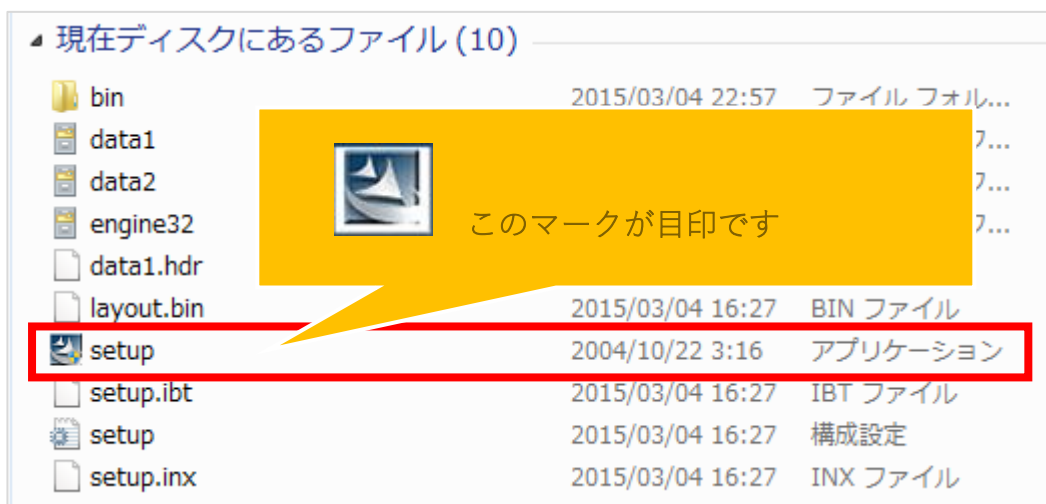 現在ディスクにあるファイル (10)
bin 2015/03/04 22:57 ファイル フォル...
data1 フ...
data2 フ...
engine32 フ...
このマークが目印です
data1.hdr
layout.bin 2015/03/04 16:27 BIN ファイル
setup 2004/10/22 3:16 アプリケーション
setup.ibt 2015/03/04 16:27 IBT ファイル
setup 2015/03/04 16:27 構成設定
setup.inx 2015/03/04 16:27 INX ファイル